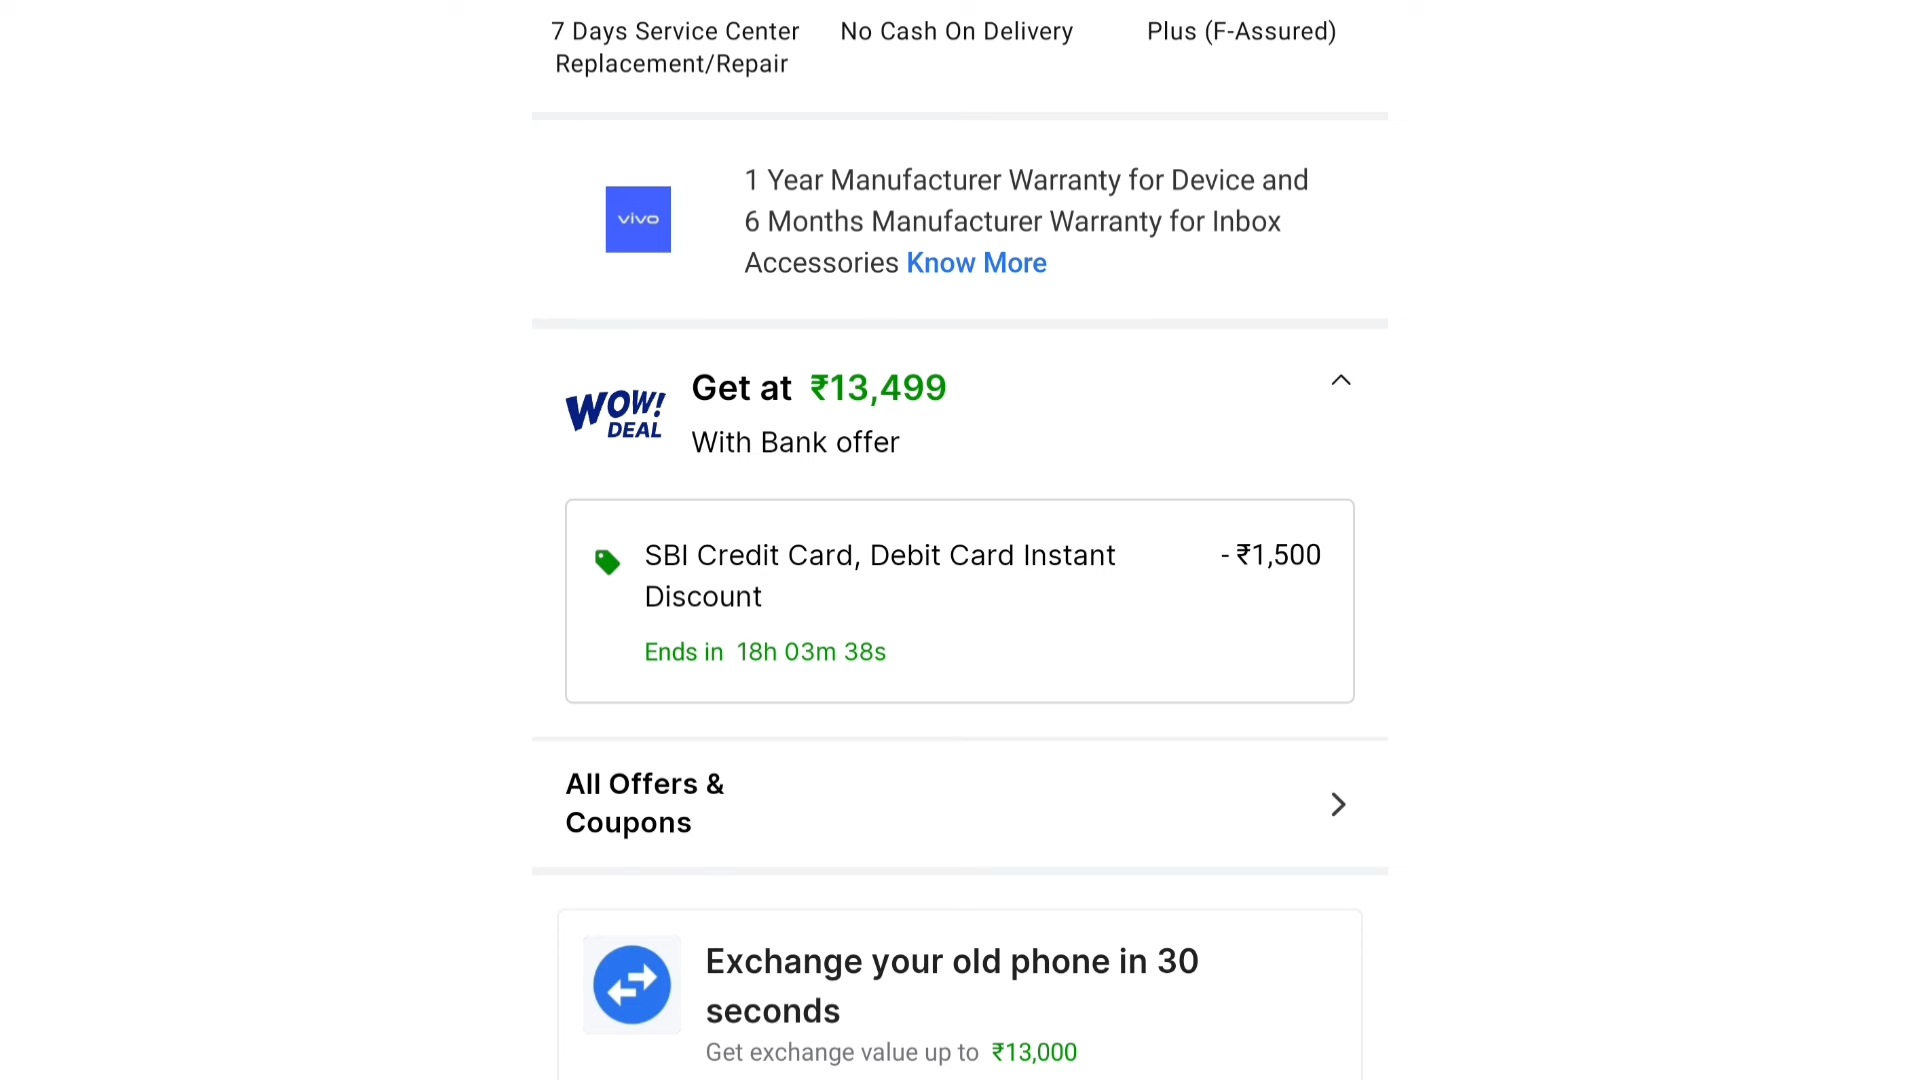 7 Days Service Center
Replacement/Repair
No Cash On Delivery
Plus (F-Assured)
vivo
1 Year Manufacturer Warranty for Device and
6 Months Manufacturer Warranty for Inbox
Accessories Know More
WOW!
DEAL
Get at ₹13,499
With Bank offer
SBI Credit Card, Debit Card Instant
Discount
- ₹1,500
Ends in 18h 03m 38s
All Offers &
Coupons
Exchange your old phone in 30
seconds
Get exchange value up to ₹13,000